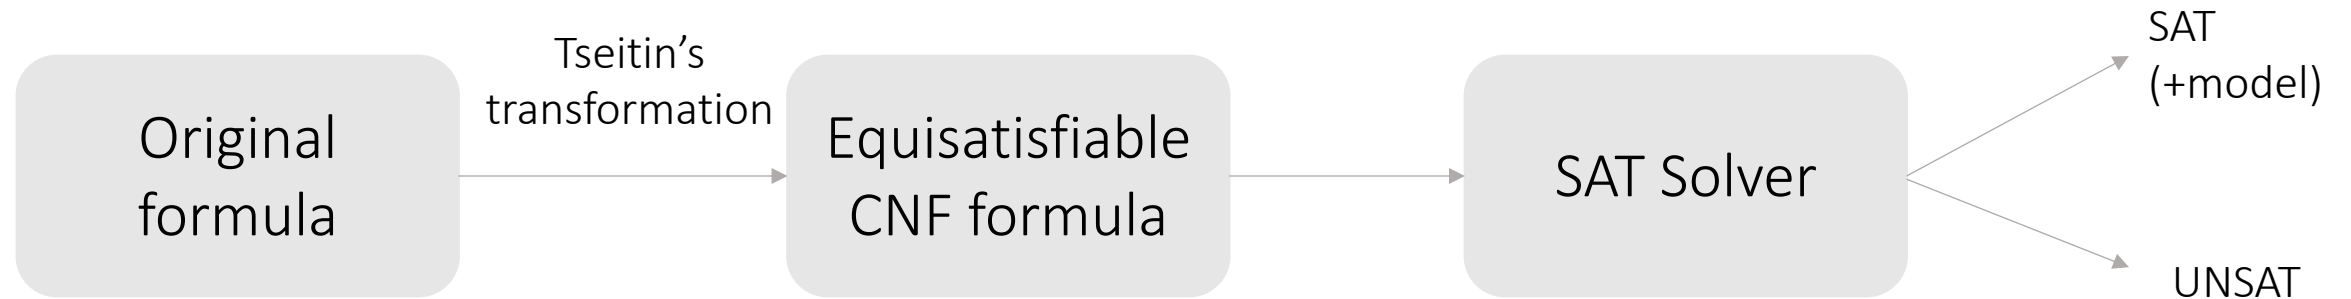 Original
formula
Tseitin’s
transformation
Equisatisfiable
CNF formula
SAT Solver
SAT
(+model)
UNSAT